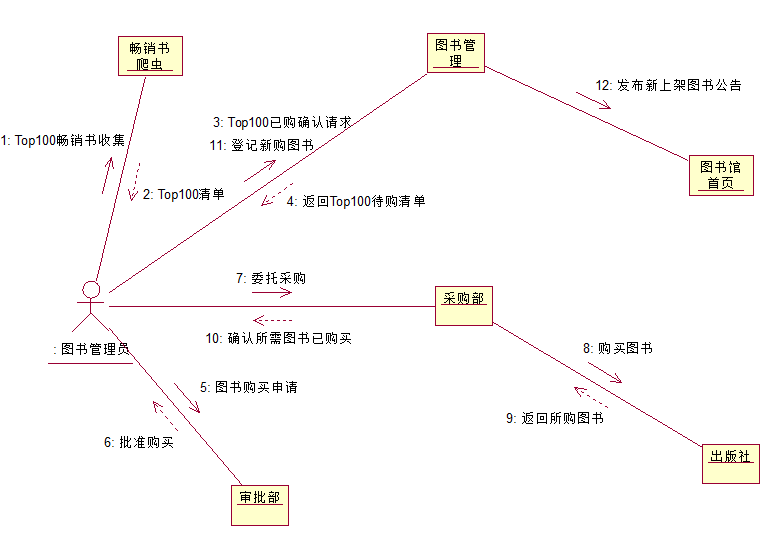 畅销书
爬虫
图书管
理
12: 发布新上架图书公告
3: Top100已购确认请求
1: Top100畅销书收集
11: 登记新购图书
图书馆
首页
2: Top100清单
4: 返回Top100待购清单
7: 委托采购
采购部
10: 确认所需图书已购买
: 图书管理员
8: 购买图书
5: 图书购买申请
9: 返回所购图书
6: 批准购买
出版社
审批部